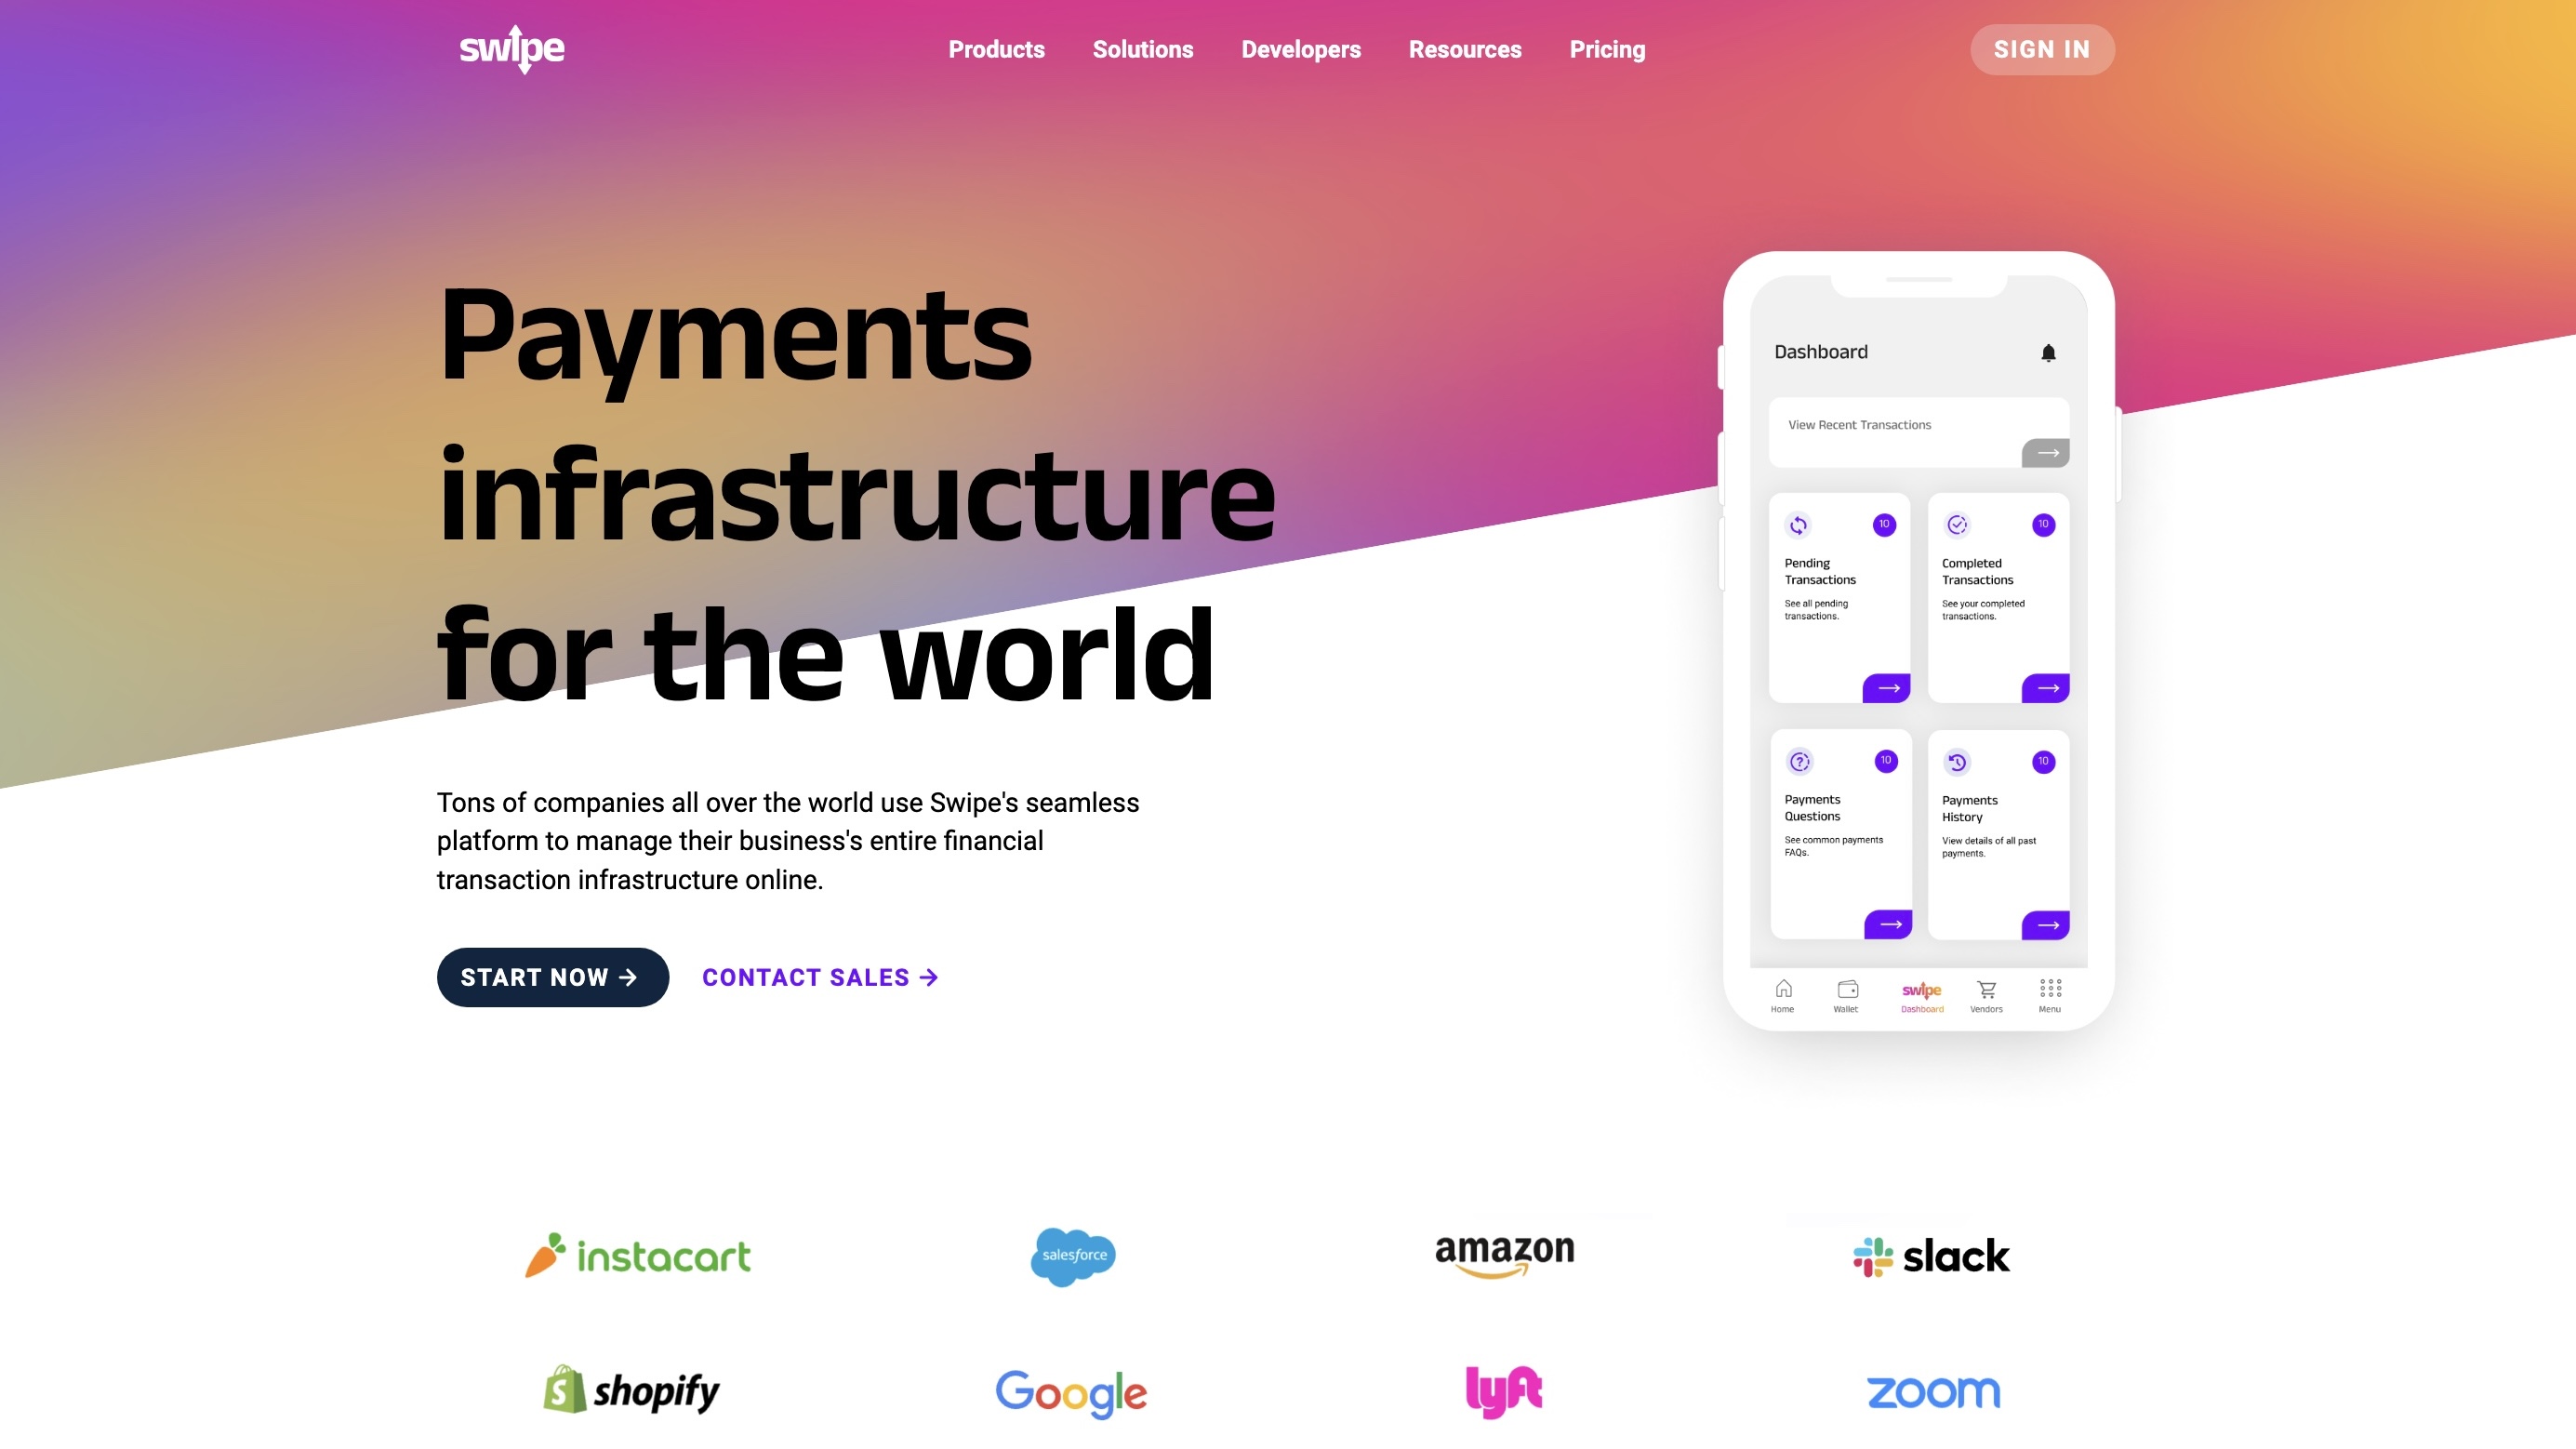 swipe
Products
Solutions
Developers
Resources
Pricing
SIGN IN
Payments
infrastructure
for the world
Tons of companies all over the world use Swipe's seamless
platform to manage their business's entire financial
transaction infrastructure online.
START NOW →
CONTACT SALES →
Dashboard
View Recent Transactions
10
Pending
Transactions
See all pending
transactions.
10
Completed
Transactions
See your completed
transactions.
10
Payments
Questions
See common payments
FAQs.
10
Payments
History
View details of all past
payments.
Home
Wallet
swipe
Dashboard
Vendors
Menu
instacart
salesforce
amazon
slack
shopify
Google
lyft
zoom